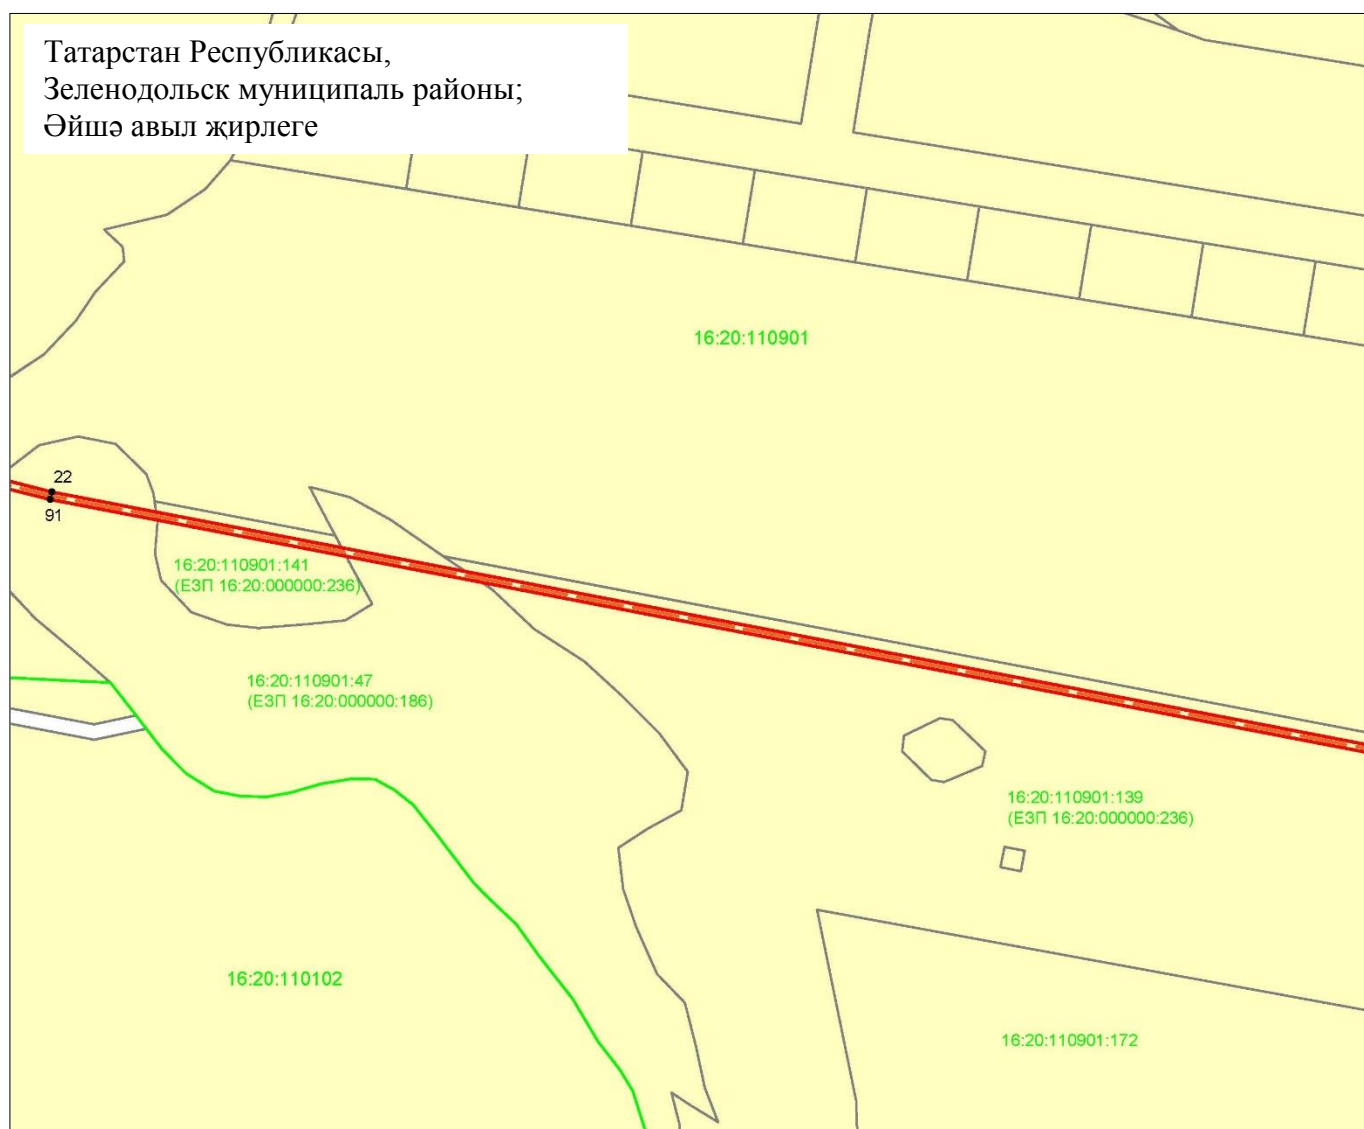 Татарстан Республикасы,
Зеленодольск муниципаль районы;
Әйшә авыл җирлеге
16:20:110901
22
91
16:20:110901:141
(ЕЗП 16:20:000000:236)
16:20:110901:47
(ЕЗП 16:20:000000:186)
16:20:110901:139
(ЕЗП 16:20:000000:236)
16:20:110102
16:20:110901:172